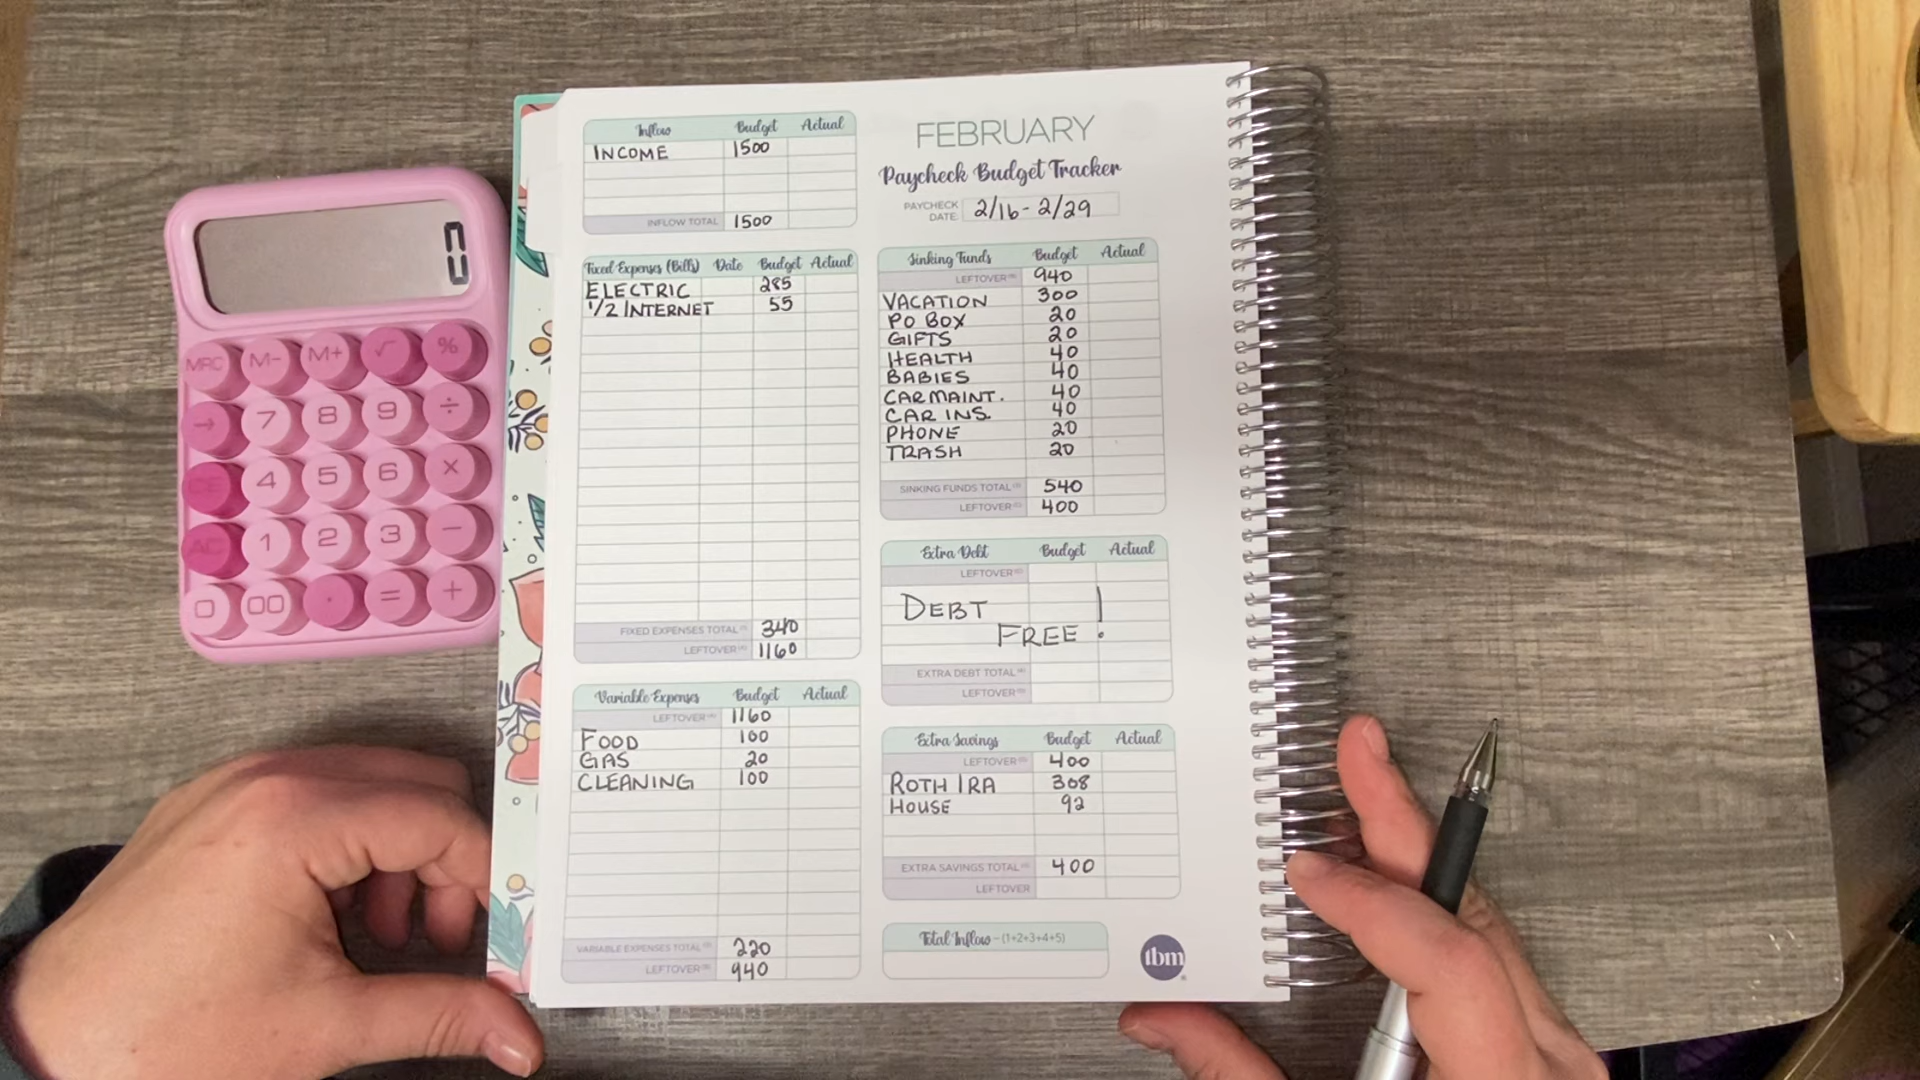 0
MRC M- M+ √ %
→ 7 8 9 ÷
4 5 6 ×
AC 1 2 3 −
0 00 · = +
Inflow Budget Actual
INCOME 1500
INFLOW TOTAL 1500
Fixed Expenses (Bills) Date Budget Actual
ELECTRIC 285
1/2 INTERNET 55
FIXED EXPENSES TOTAL 340
LEFTOVER 1160
Variable Expenses Budget Actual
LEFTOVER 1160
FOOD 100
GAS 20
CLEANING 100
VARIABLE EXPENSES TOTAL 220
LEFTOVER 940
FEBRUARY
Paycheck Budget Tracker
PAYCHECK
DATE: 2/16-2/29
Sinking Funds Budget Actual
LEFTOVER 940
VACATION 300
PO BOX 20
GIFTS 20
HEALTH 40
BABIES 40
CAR MAINT. 40
CAR INS. 40
PHONE 20
TRASH 20
SINKING FUNDS TOTAL 540
LEFTOVER 400
Extra Debt Budget Actual
LEFTOVER
DEBT
FREE!
EXTRA DEBT TOTAL
LEFTOVER
Extra Savings Budget Actual
LEFTOVER 400
ROTH IRA 308
HOUSE 92
EXTRA SAVINGS TOTAL 400
LEFTOVER
Total Inflow - (1+2+3+4+5)
tbm